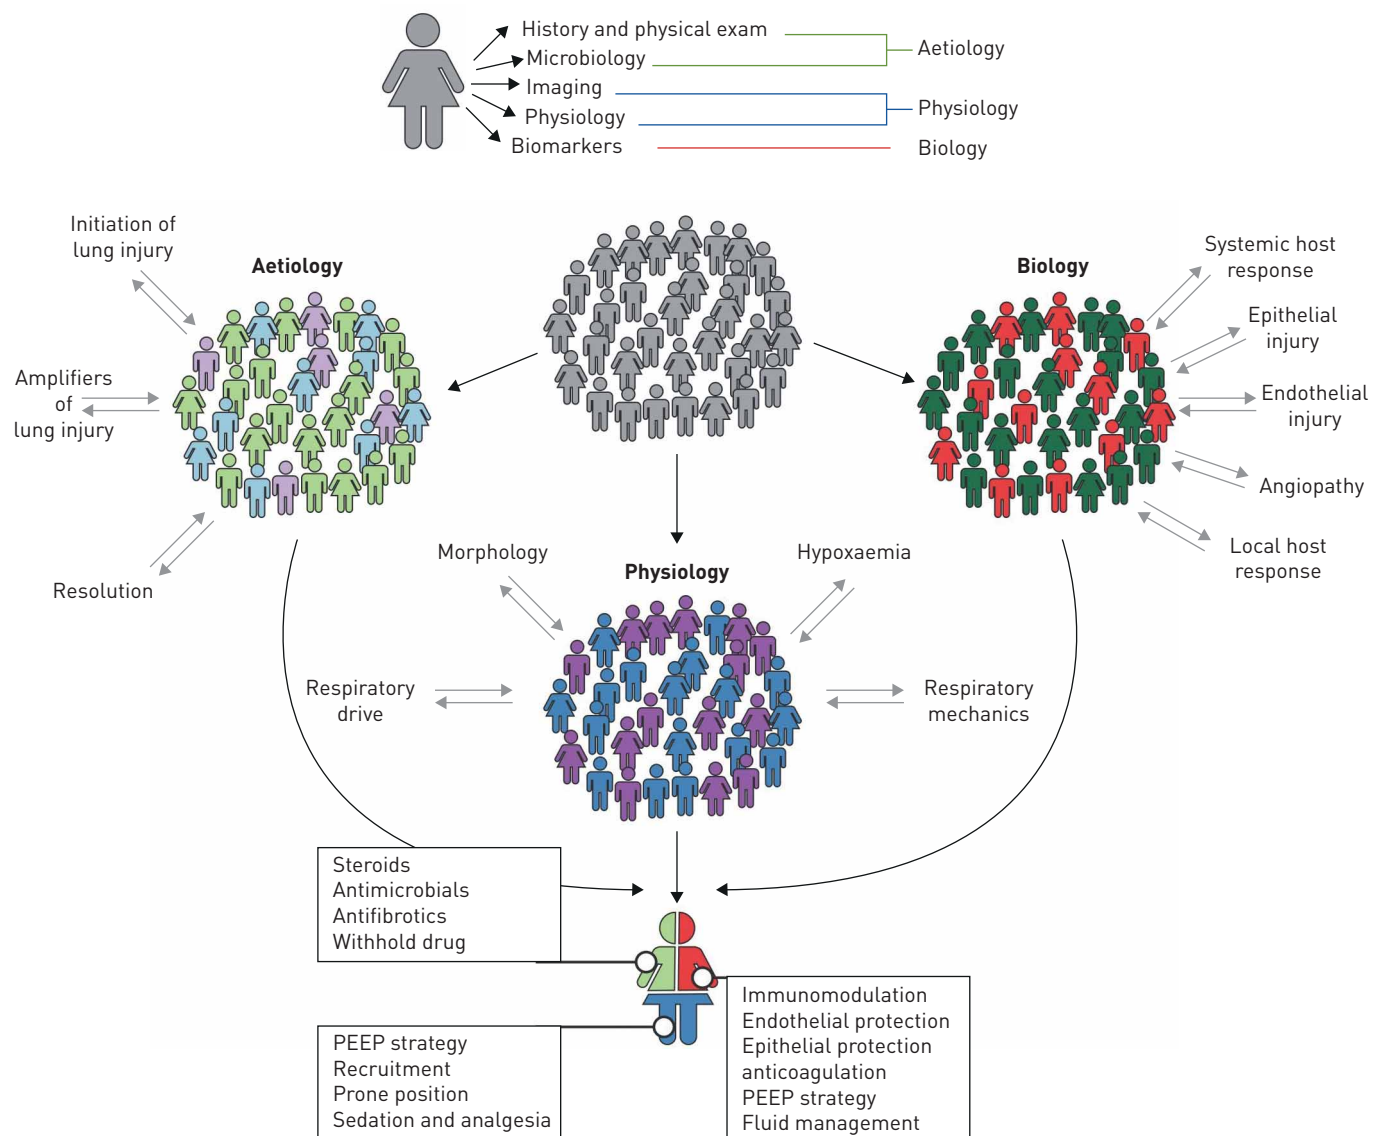 History and physical exam
Microbiology
Imaging
Physiology
Biomarkers
Aetiology
Physiology
Biology
Initiation of
lung injury
Aetiology
Amplifiers
of
lung injury
Resolution
Biology
Systemic host
response
Epithelial
injury
Endothelial
injury
Angiopathy
Local host
response
Morphology
Hypoxaemia
Physiology
Respiratory
drive
Respiratory
mechanics
Steroids
Antimicrobials
Antifibrotics
Withhold drug
PEEP strategy
Recruitment
Prone position
Sedation and analgesia
Immunomodulation
Endothelial protection
Epithelial protection
anticoagulation
PEEP strategy
Fluid management